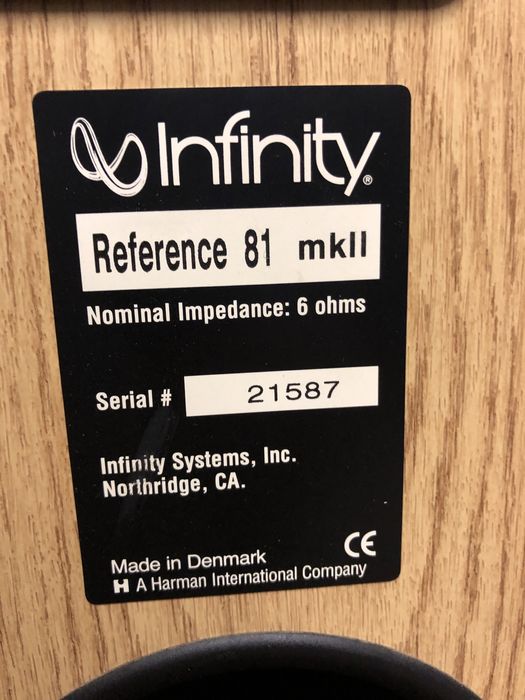 Infinity®
Reference 81 mkII
Nominal Impedance: 6 ohms
Serial # 21587
Infinity Systems, Inc.
Northridge, CA.
CE
Made in Denmark
H A Harman International Company